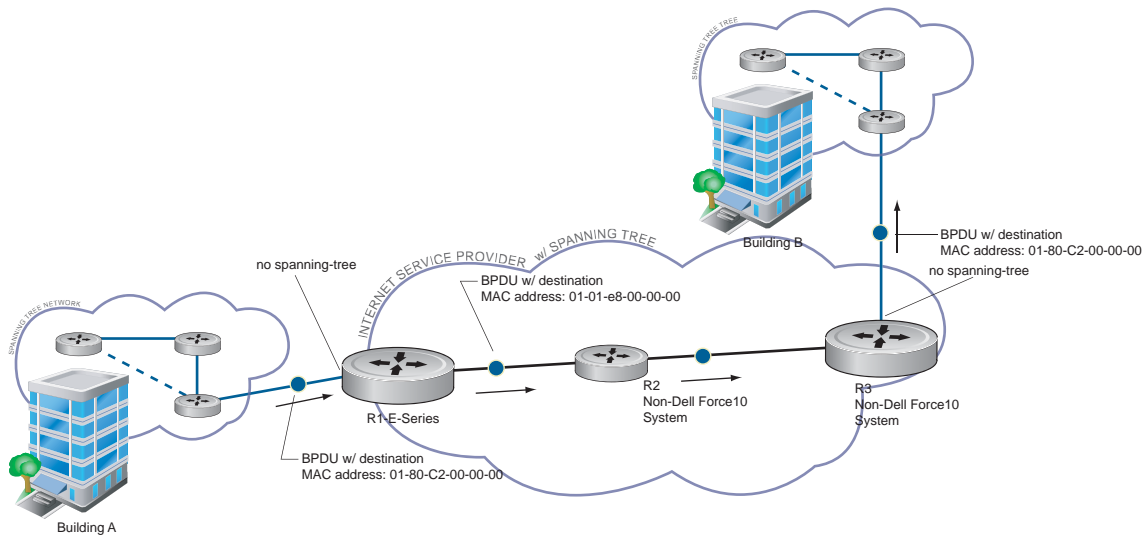 SPANNING TREE TREF
Building B
BPDU w/ destination
MAC address: 01-80-C2-00-00-00
no spanning-tree
INTERNET SERVICE PROVIDER w/ SPANNING TREE
no spanning-tree
BPDU w/ destination
MAC address: 01-01-e8-00-00-00
SPANNING TREE NETWORK
R1-E-Series
R2
Non-Dell Force10
System
R3
Non-Dell Force10
System
BPDU w/ destination
MAC address: 01-80-C2-00-00-00
Building A